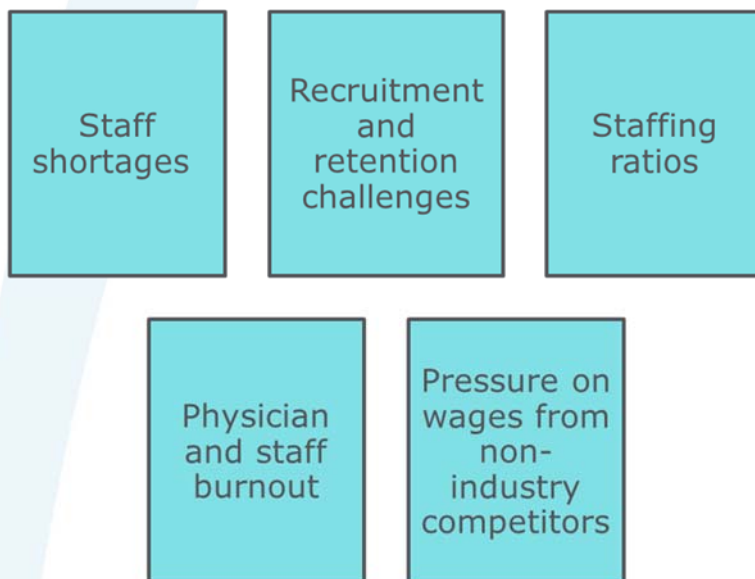 Staff
shortages
Recruitment
and
retention
challenges
Staffing
ratios
Physician
and staff
burnout
Pressure on
wages from
non-
industry
competitors